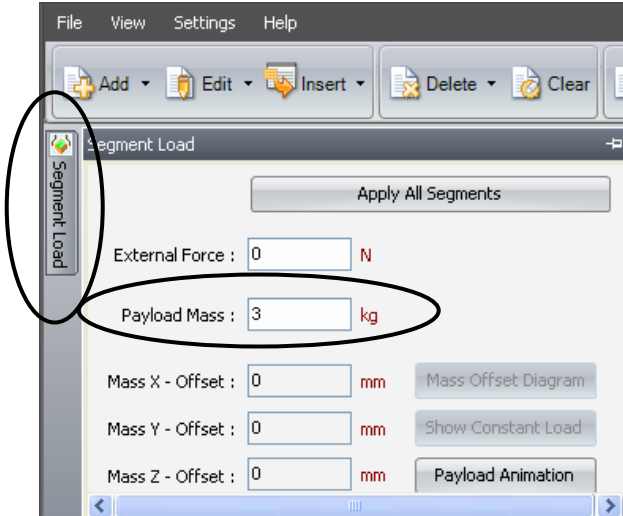 File View Settings Help
Add Edit Insert Delete Clear
Segment Load
Segment Load
Apply All Segments
External Force : 0 N
Payload Mass : 3 kg
Mass X - Offset : 0 mm Mass Offset Diagram
Mass Y - Offset : 0 mm Show Constant Load
Mass Z - Offset : 0 mm Payload Animation